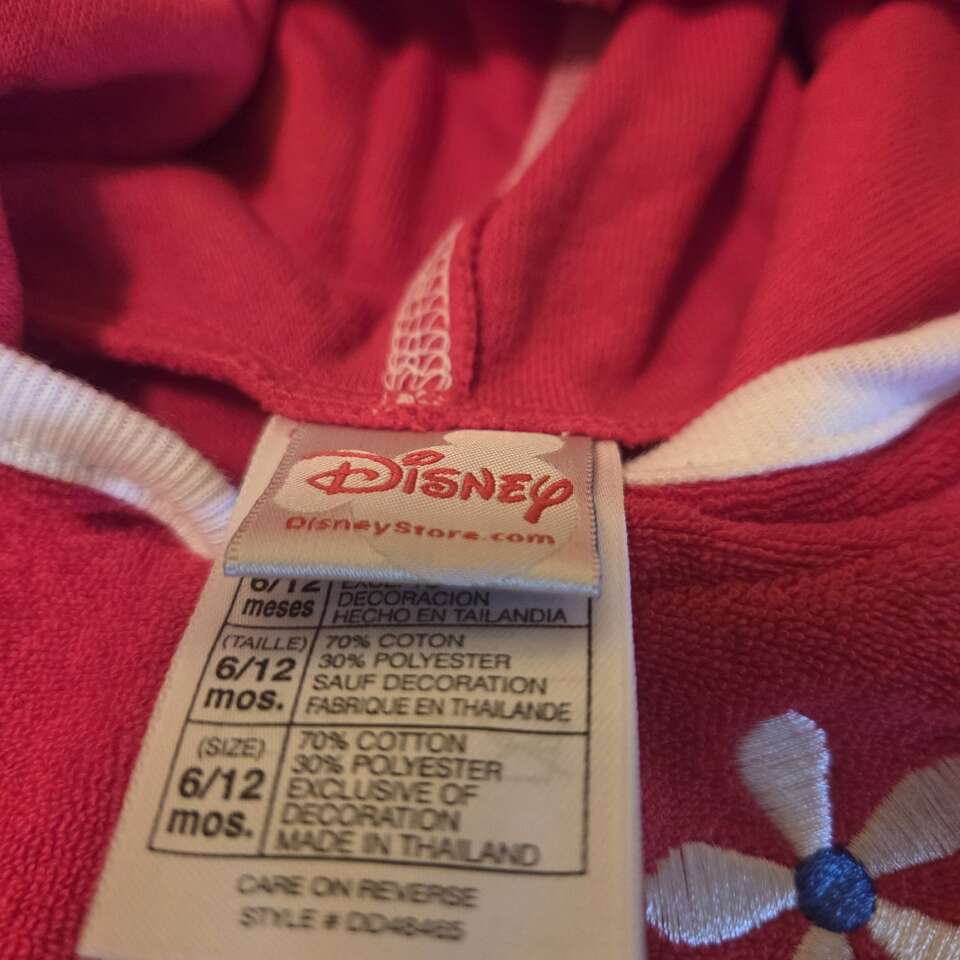 Disney
DisneyStore.com
6/12
meses
DECORACION
HECHO EN TAILANDIA
(TAILLE)
6/12
mos.
70% COTON
30% POLYESTER
SAUF DECORATION
FABRIQUE EN THAILANDE
(SIZE)
6/12
mos.
70% COTTON
30% POLYESTER
EXCLUSIVE OF
DECORATION
MADE IN THAILAND
CARE ON REVERSE
STYLE # DD48465